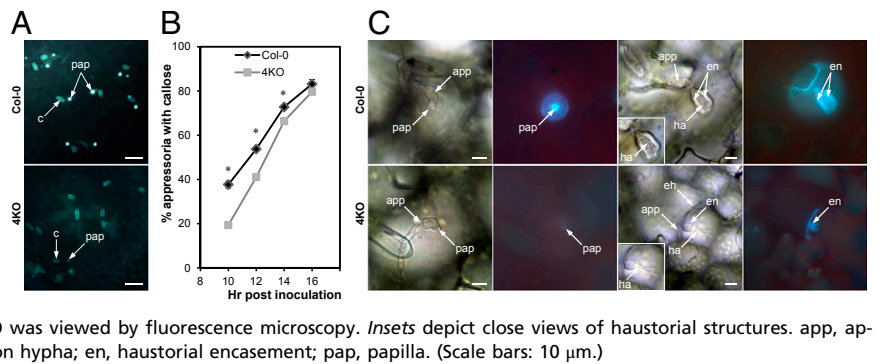 A
B
C
Col-0
pap
c
4KO
c
pap
% appressoria with callose
100
80
60
40
20
0
Col-0
4KO
*
*
*
8
10
12
14
16
Hr post inoculation
Col-0
app
pap
pap
app
en
ha
ha
en
4KO
app
pap
pap
eh
app
en
ha
ha
en
was viewed by fluorescence microscopy. Insets depict close views of haustorial structures. app, ap-
on hypha; en, haustorial encasement; pap, papilla. (Scale bars: 10 μm.)